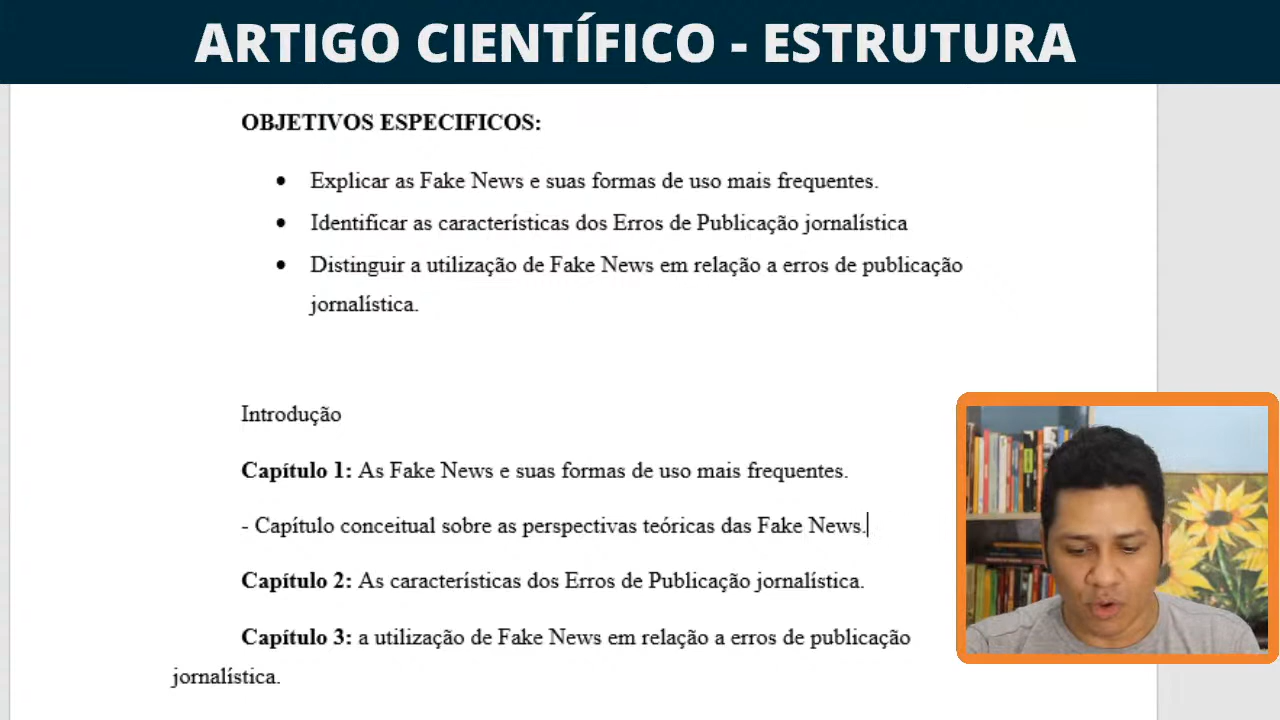 ARTIGO CIENTÍFICO - ESTRUTURA
OBJETIVOS ESPECIFICOS:
• Explicar as Fake News e suas formas de uso mais frequentes.
• Identificar as características dos Erros de Publicação jornalística
• Distinguir a utilização de Fake News em relação a erros de publicação
jornalística.
Introdução
Capítulo 1: As Fake News e suas formas de uso mais frequentes.
- Capítulo conceitual sobre as perspectivas teóricas das Fake News.
Capítulo 2: As características dos Erros de Publicação jornalística.
Capítulo 3: a utilização de Fake News em relação a erros de publicação
jornalística.